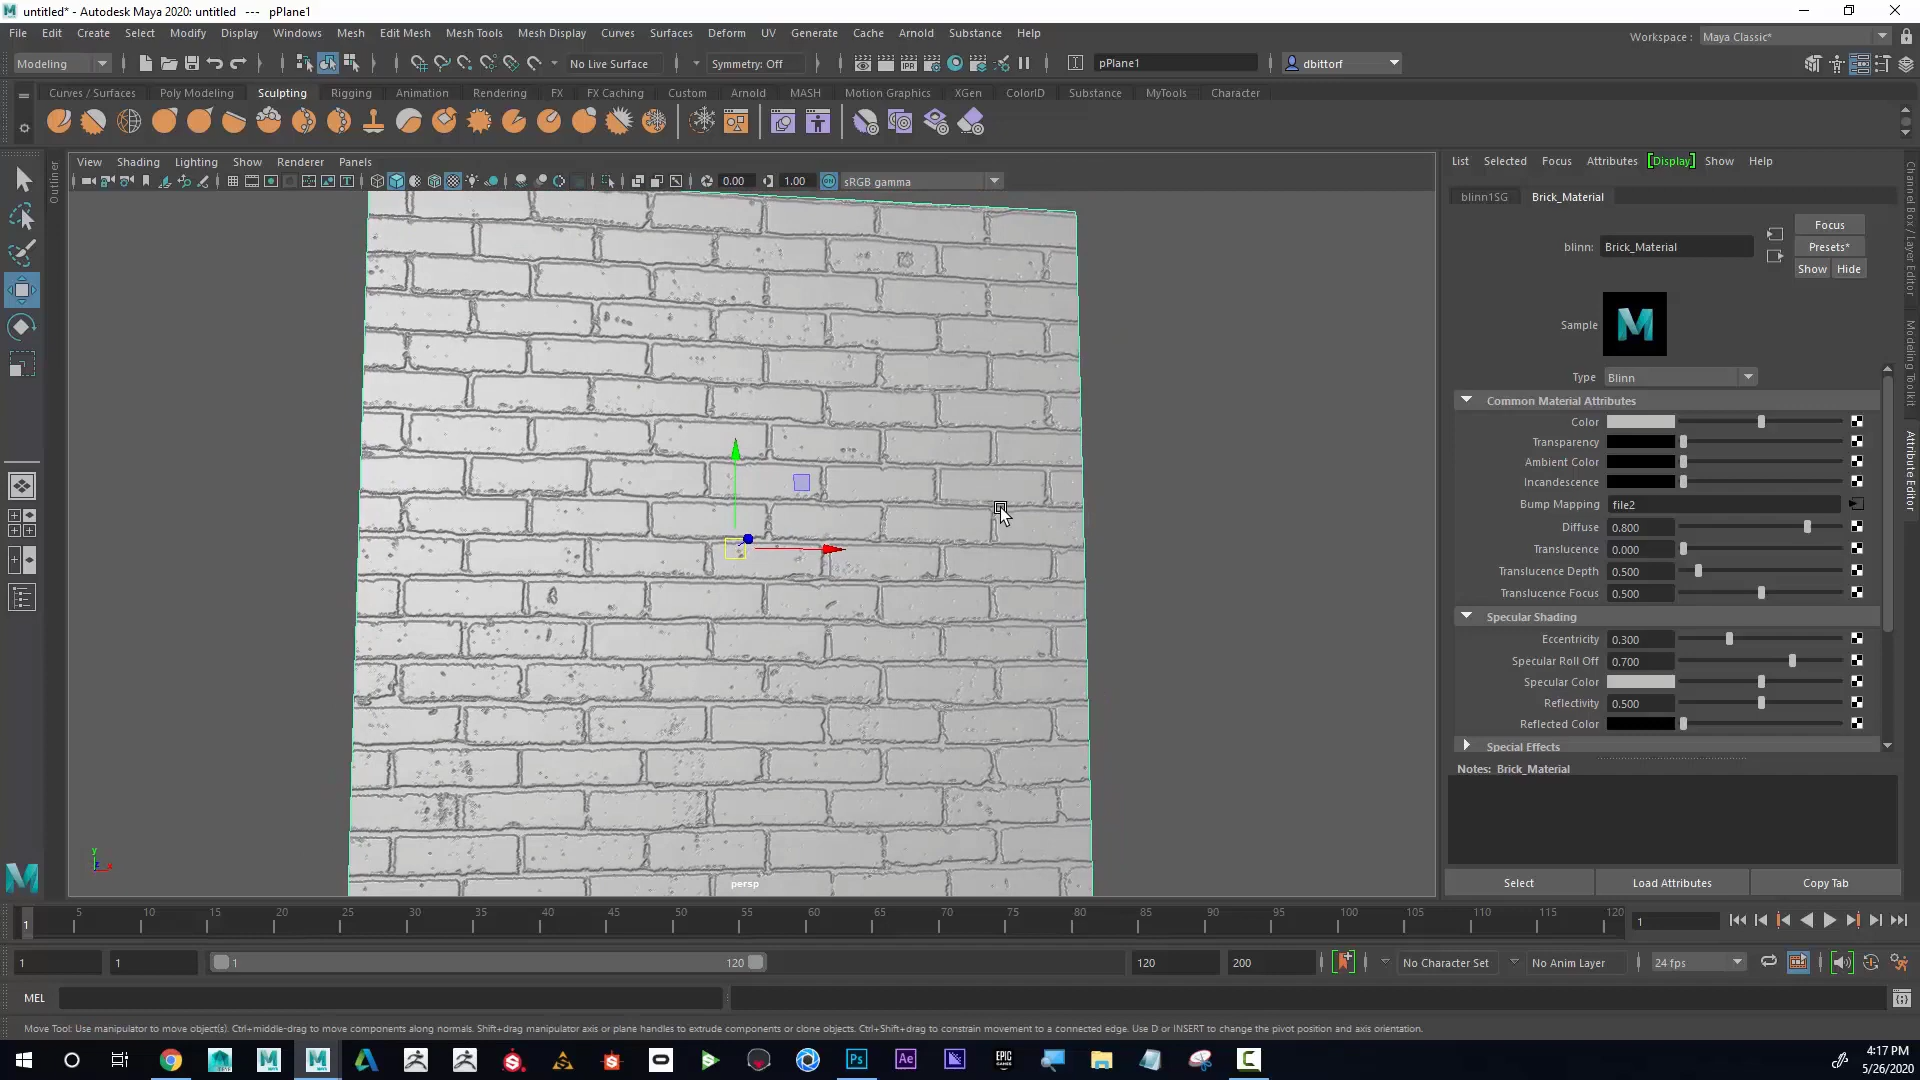 untitled* - Autodesk Maya 2020: untitled   ---   pPlane1
File Edit Create Select Modify Display Windows Mesh Edit Mesh Mesh Tools Mesh Display Curves Surfaces Deform UV Generate Cache Arnold Substance Help
Workspace : Maya Classic*
Modeling No Live Surface Symmetry: Off pPlane1 dbittorf
Curves / Surfaces Poly Modeling Sculpting Rigging Animation Rendering FX FX Caching Custom Arnold MASH Motion Graphics XGen ColorID Substance MyTools Character
View Shading Lighting Show Renderer Panels
0.00 1.00 sRGB gamma
Outliner
persp
List Selected Focus Attributes [Display] Show Help
blinn1SG Brick_Material
Focus
blinn: Brick_Material
Presets*
Show Hide
Sample
Type Blinn
Common Material Attributes
Color
Transparency
Ambient Color
Incandescence
Bump Mapping file2
Diffuse 0.800
Translucence 0.000
Translucence Depth 0.500
Translucence Focus 0.500
Specular Shading
Eccentricity 0.300
Specular Roll Off 0.700
Specular Color
Reflectivity 0.500
Reflected Color
Special Effects
Notes: Brick_Material
Select Load Attributes Copy Tab
Channel Box / Layer Editor
Modeling Toolkit
Attribute Editor
1 5 10 15 20 25 30 35 40 45 50 55 60 65 70 75 80 85 90 95 100 105 110 115 120 1
1 1 1 120 120 200 No Character Set No Anim Layer 24 fps
MEL
Move Tool: Use manipulator to move object(s). Ctrl+middle-drag to move components along normals. Shift+drag manipulator axis or plane handles to extrude components or clone objects. Ctrl+Shift+drag to constrain movement to a connected edge. Use D or INSERT to change the pivot position and axis orientation.
4:17 PM
5/26/2020